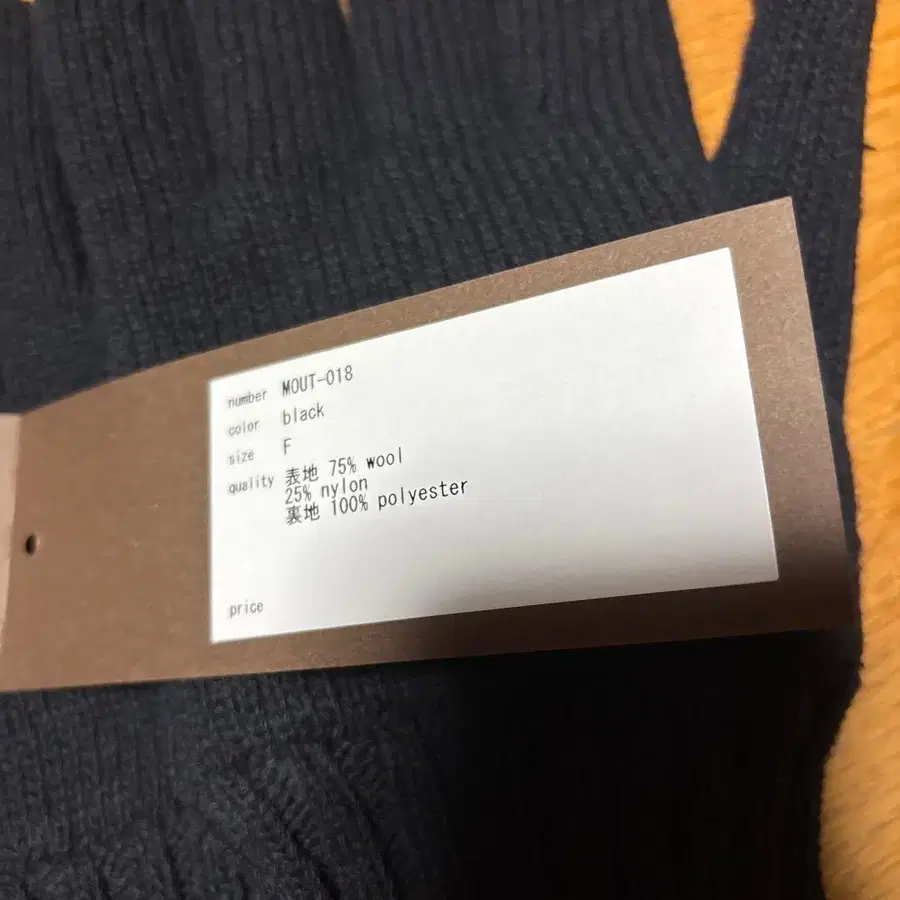 number MOUT-018
color black
size F
quality 表地 75% wool
25% nylon
裏地 100% polyester
price